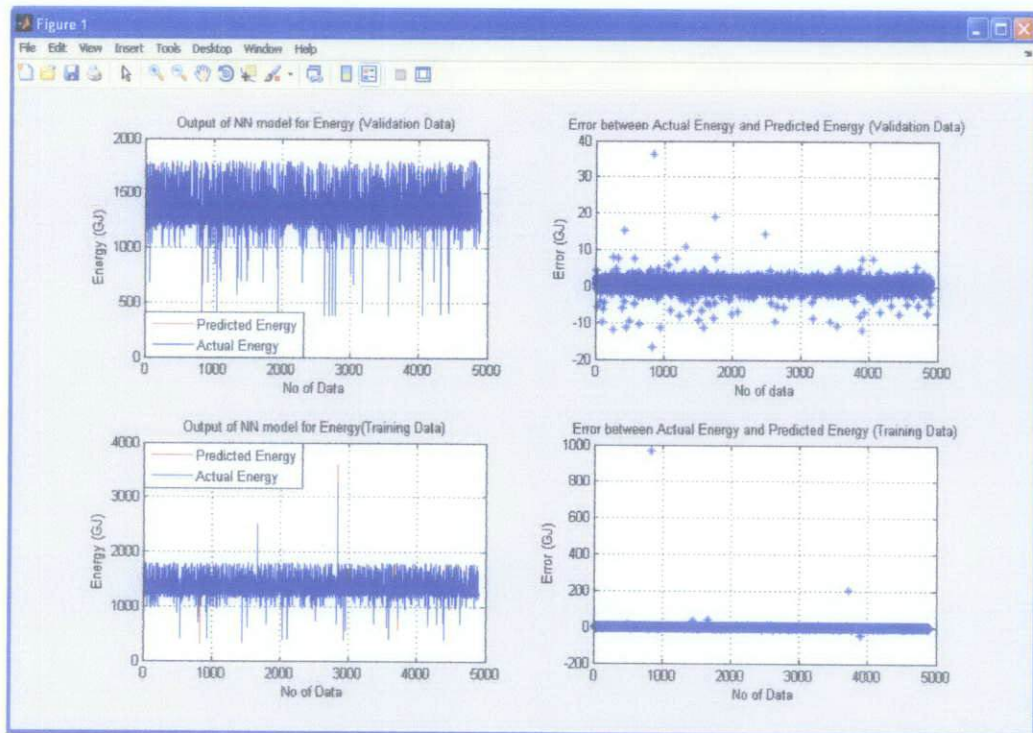 Figure 1
File Edit View Insert Tools Desktop Window Help
Output of NN model for Energy (Validation Data)
2000
1500
1000
500
0
Energy (GJ)
Predicted Energy
Actual Energy
0 1000 2000 3000 4000 5000
No of Data
Error between Actual Energy and Predicted Energy (Validation Data)
40
30
20
10
0
-10
-20
Error (GJ)
0 1000 2000 3000 4000 5000
No of data
Output of NN model for Energy(Training Data)
4000
3000
2000
1000
0
Energy (GJ)
Predicted Energy
Actual Energy
0 1000 2000 3000 4000 5000
No of Data
Error between Actual Energy and Predicted Energy (Training Data)
1000
800
600
400
200
0
-200
Error (GJ)
0 1000 2000 3000 4000 5000
No of Data